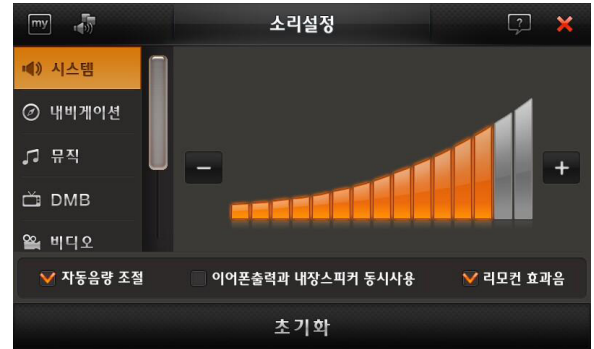 my
소리설정
?
시스템
내비게이션
뮤직
DMB
비디오
자동음량 조절
이어폰출력과 내장스피커 동시사용
리모컨 효과음
초기화